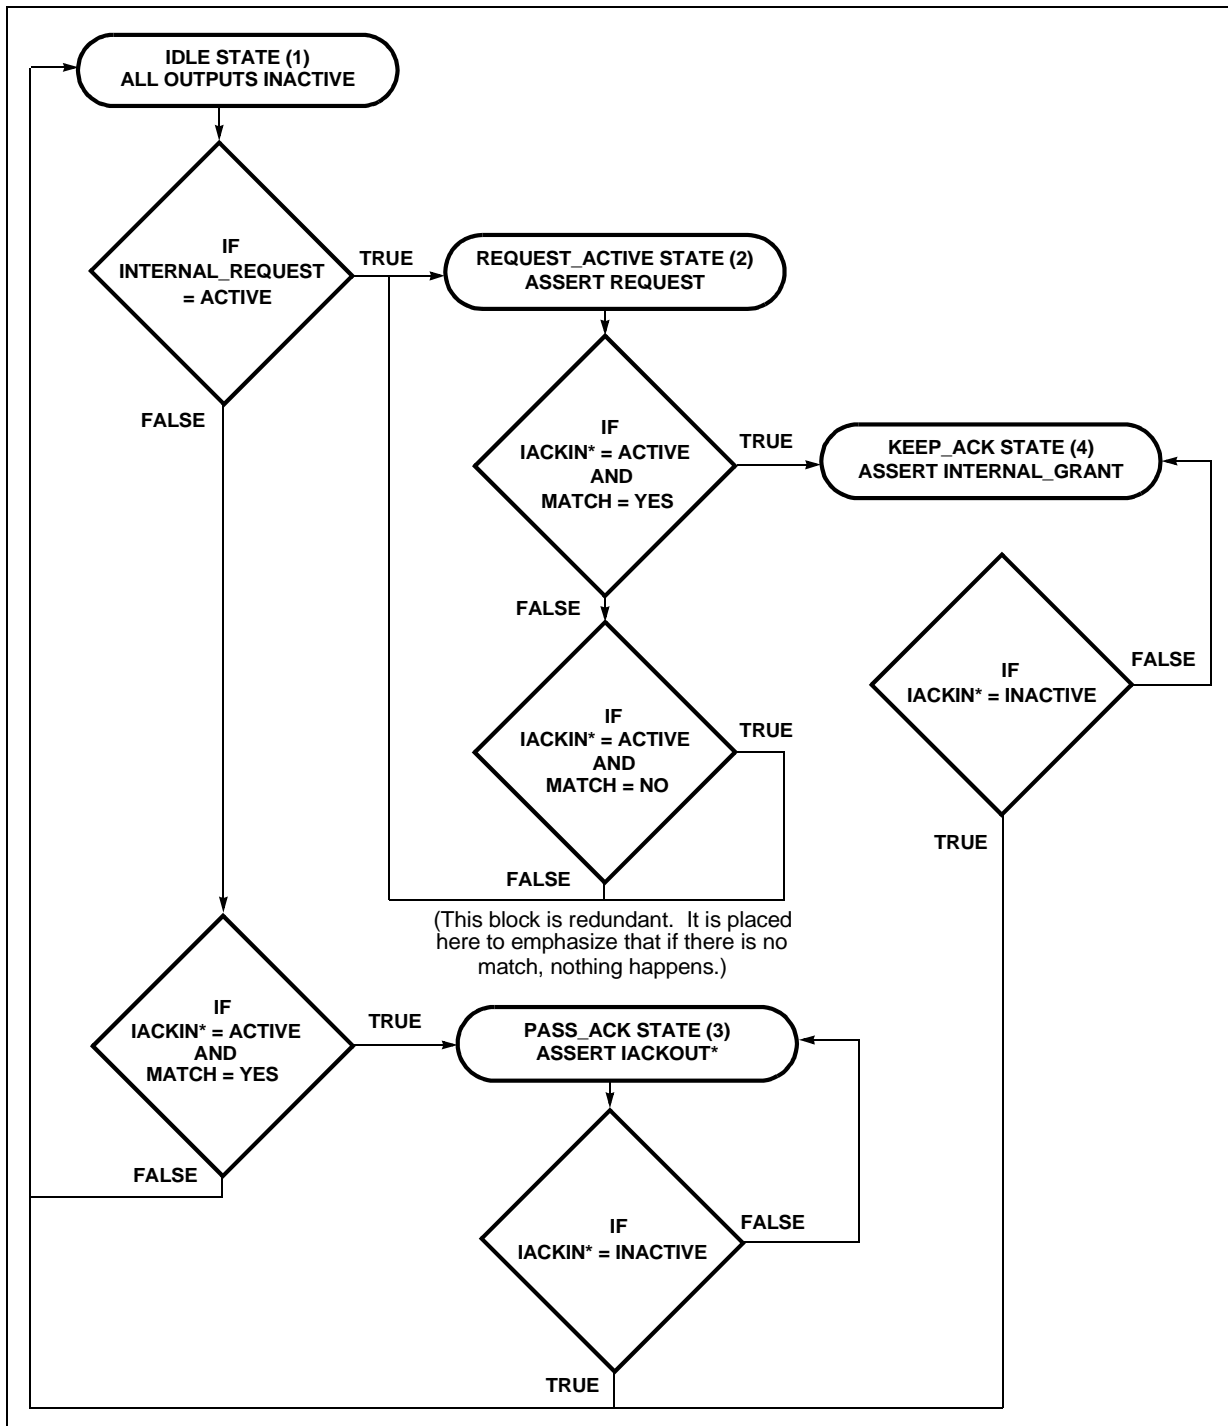 IDLE STATE (1)
ALL OUTPUTS INACTIVE
IF
INTERNAL_REQUEST
= ACTIVE
TRUE
REQUEST_ACTIVE STATE (2)
ASSERT REQUEST
FALSE
IF
IACKIN* = ACTIVE
AND
MATCH = YES
TRUE
KEEP_ACK STATE (4)
ASSERT INTERNAL_GRANT
FALSE
IF
IACKIN* = INACTIVE
FALSE
IF
IACKIN* = ACTIVE
AND
MATCH = NO
TRUE
TRUE
FALSE
(This block is redundant. It is placed
here to emphasize that if there is no
match, nothing happens.)
IF
IACKIN* = ACTIVE
AND
MATCH = YES
TRUE
PASS_ACK STATE (3)
ASSERT IACKOUT*
FALSE
IF
IACKIN* = INACTIVE
FALSE
TRUE